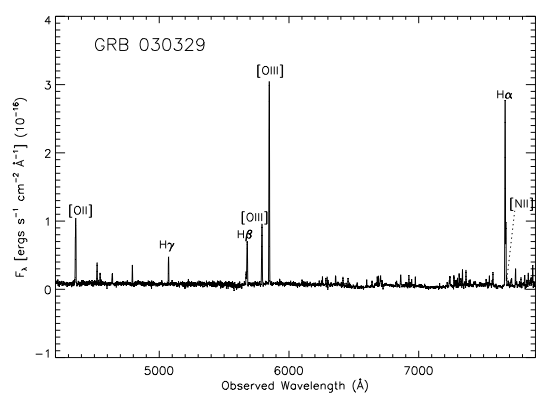 GRB 030329
[OIII]
Hα
[NII]
[OII]
[OIII]
Hβ
Hγ
4
3
2
1
0
−1
5000 6000 7000
Observed Wavelength (Å)
Fλ [ergs s⁻¹ cm⁻² Å⁻¹] (10⁻¹⁶)